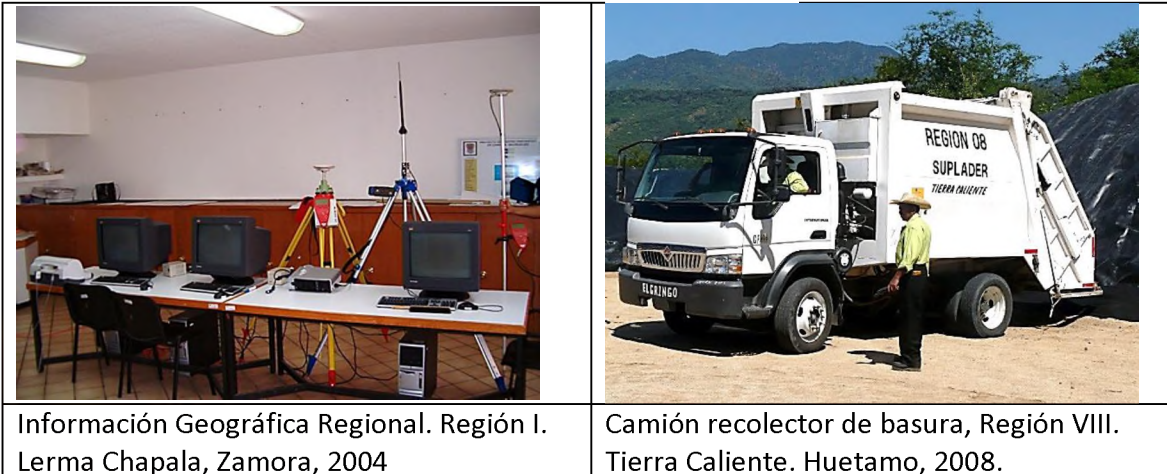 REGION 08
SUPLADER
TIERRA CALIENTE
ELGRINGO
Información Geográfica Regional. Región I.
Lerma Chapala, Zamora, 2004
Camión recolector de basura, Región VIII.
Tierra Caliente. Huetamo, 2008.